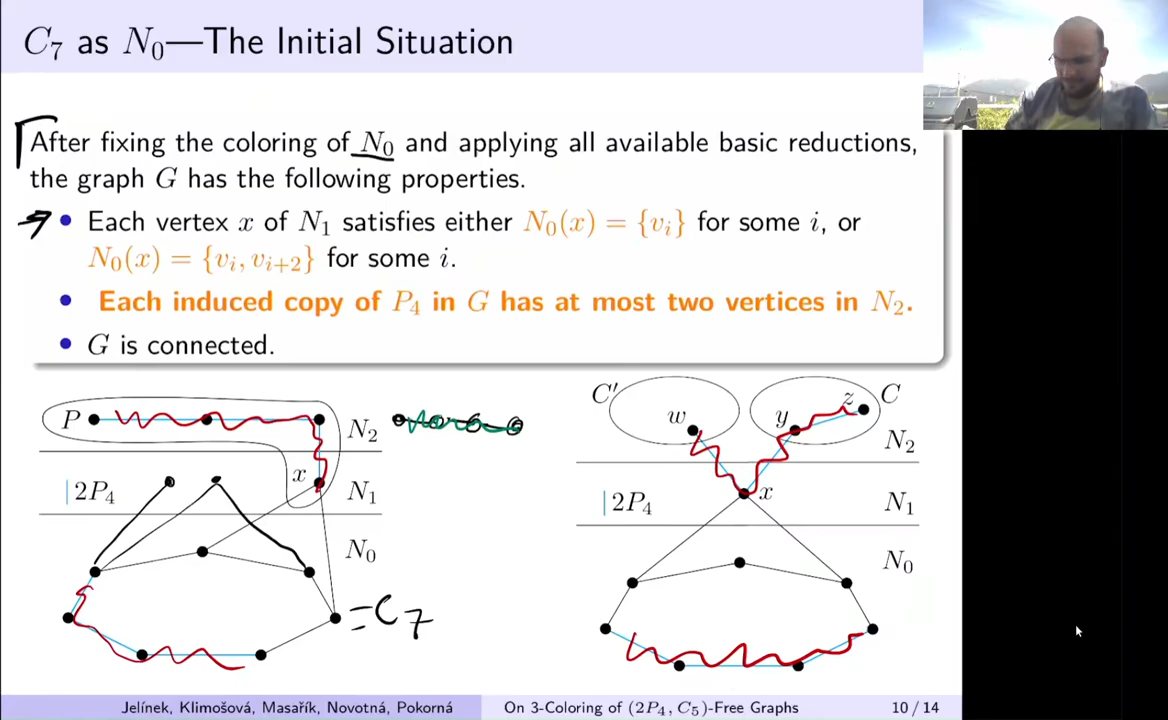 C₇ as N₀—The Initial Situation
After fixing the coloring of N₀ and applying all available basic reductions,
the graph G has the following properties.
• Each vertex x of N₁ satisfies either N₀(x) = {vᵢ} for some i, or
N₀(x) = {vᵢ, vᵢ₊₂} for some i.
• Each induced copy of P₄ in G has at most two vertices in N₂.
• G is connected.
P
N₂
x
|2P₄
N₁
N₀
=C₇
C′
w
y
z
C
N₂
|2P₄
x
N₁
N₀
Jelínek, Klimošová, Masařík, Novotná, Pokorná
On 3-Coloring of (2P₄, C₅)-Free Graphs
10 / 14